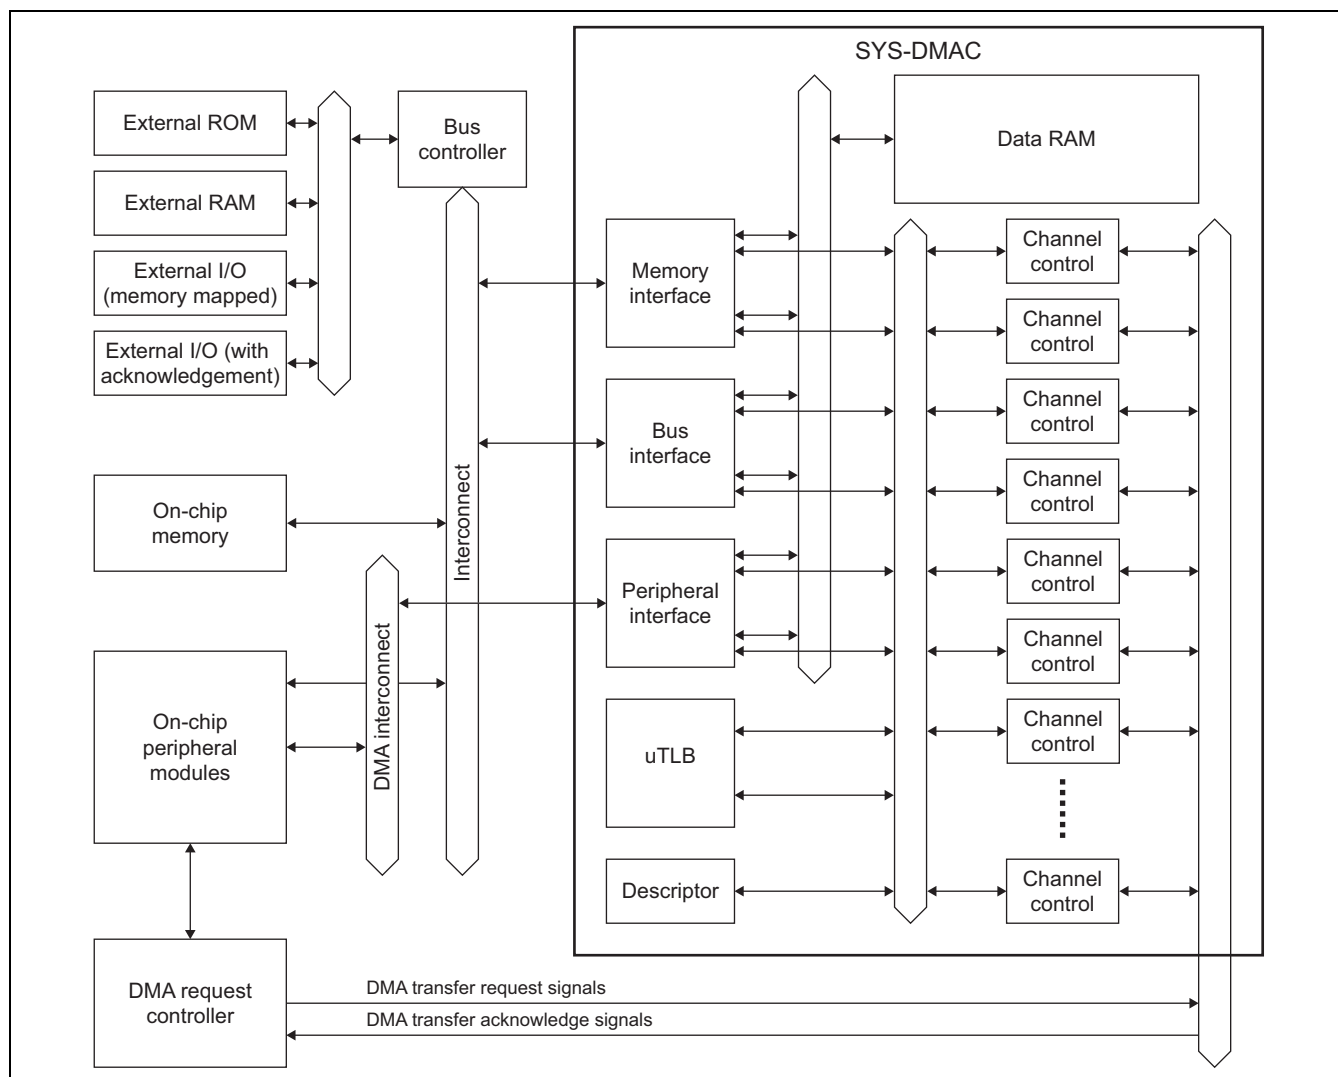 SYS-DMAC
External ROM
Bus
controller
Data RAM
External RAM
External I/O
(memory mapped)
External I/O (with
acknowledgement)
Memory
interface
Channel
control
Channel
control
Bus
interface
Channel
control
Channel
control
On-chip
memory
Interconnect
Peripheral
interface
Channel
control
Channel
control
On-chip
peripheral
modules
DMA interconnect
uTLB
Channel
control
Descriptor
Channel
control
DMA request
controller
DMA transfer request signals
DMA transfer acknowledge signals